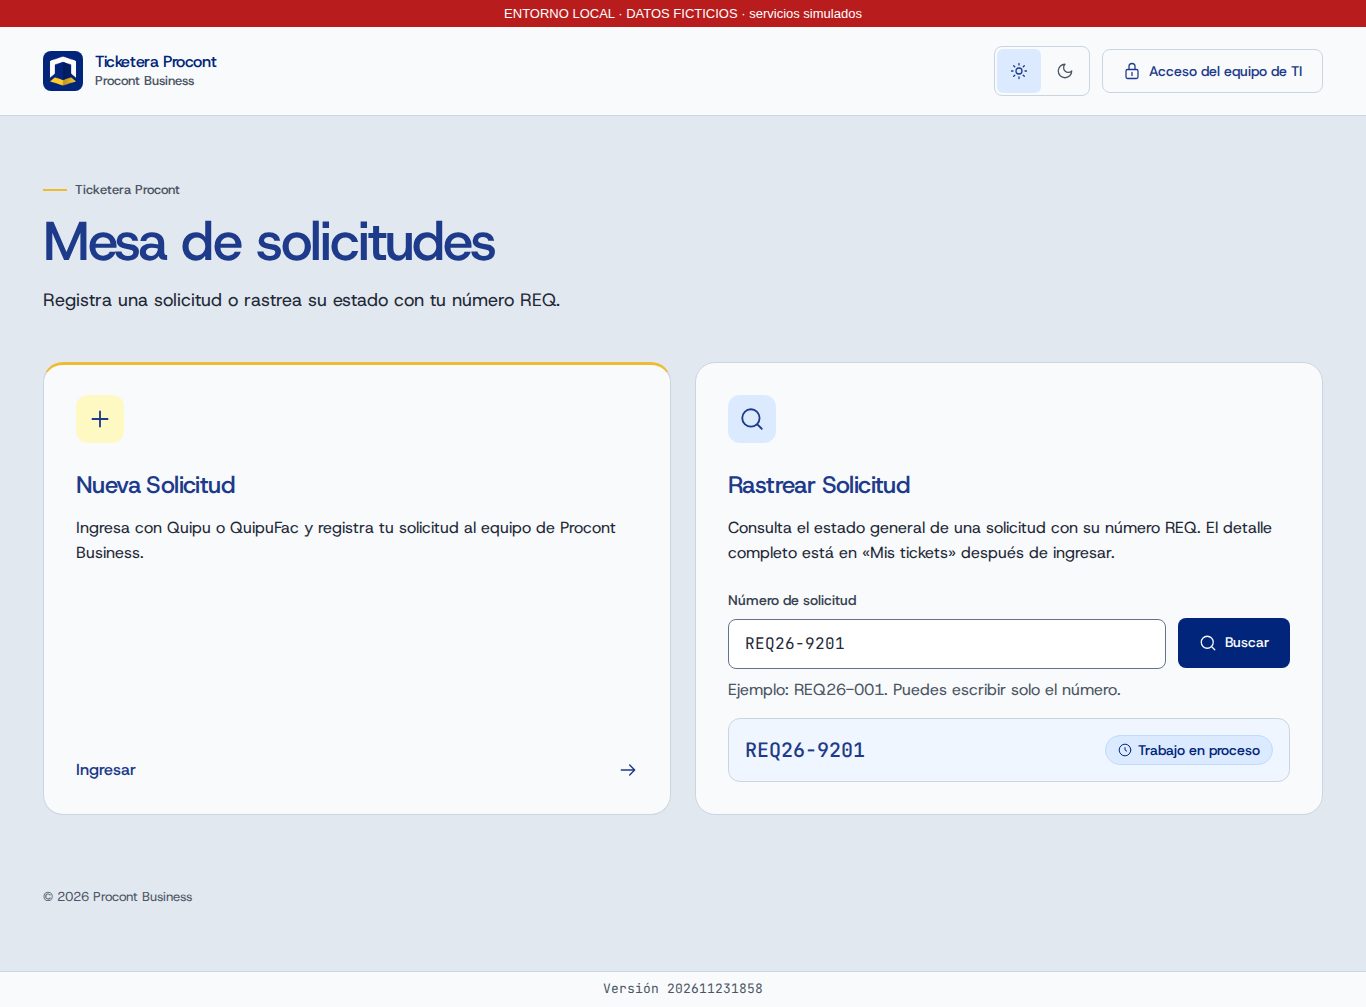 ENTORNO LOCAL · DATOS FICTICIOS · servicios simulados
Ticketera Procont
Procont Business
Acceso del equipo de TI
Ticketera Procont
Mesa de solicitudes
Registra una solicitud o rastrea su estado con tu número REQ.
Nueva Solicitud
Ingresa con Quipu o QuipuFac y registra tu solicitud al equipo de Procont
Business.
Ingresar
Rastrear Solicitud
Consulta el estado general de una solicitud con su número REQ. El detalle
completo está en «Mis tickets» después de ingresar.
Número de solicitud
REQ26-9201
Buscar
Ejemplo: REQ26-001. Puedes escribir solo el número.
REQ26-9201
Trabajo en proceso
© 2026 Procont Business
Versión 202611231858